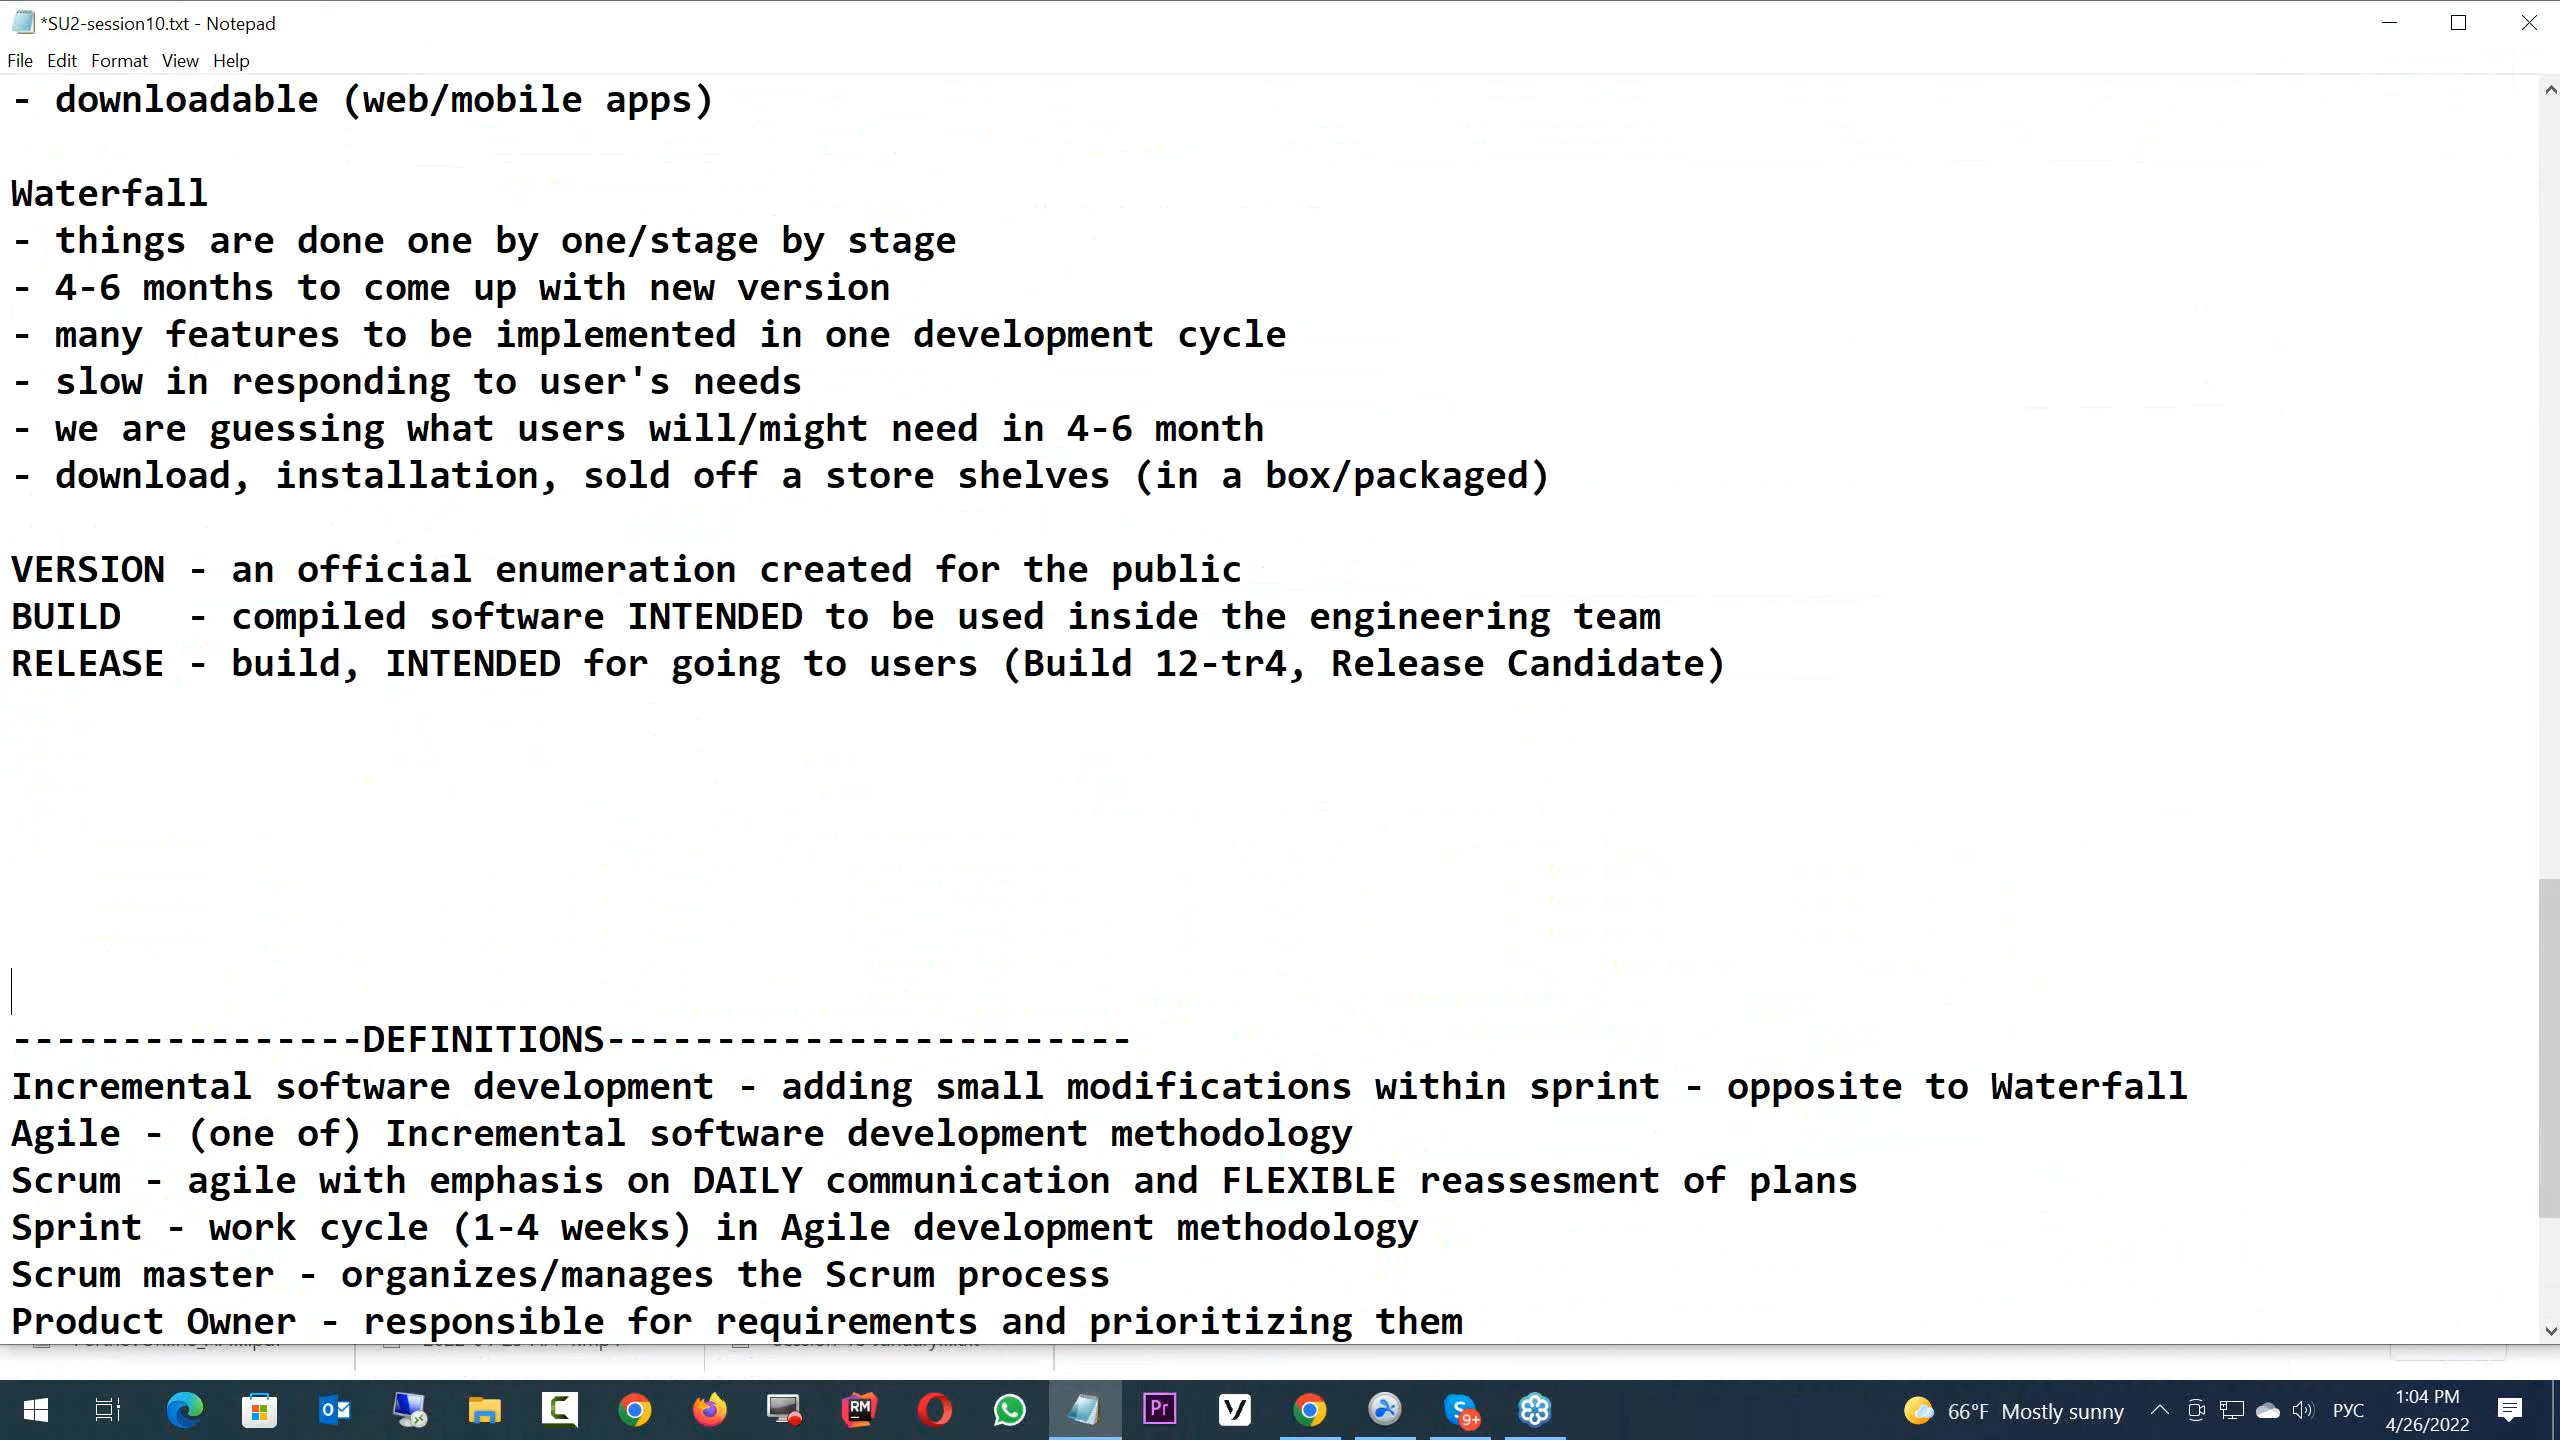 *SU2-session10.txt - Notepad
File Edit Format View Help
- downloadable (web/mobile apps)
Waterfall
- things are done one by one/stage by stage
- 4-6 months to come up with new version
- many features to be implemented in one development cycle
- slow in responding to user's needs
- we are guessing what users will/might need in 4-6 month
- download, installation, sold off a store shelves (in a box/packaged)
VERSION - an official enumeration created for the public
BUILD   - compiled software INTENDED to be used inside the engineering team
RELEASE - build, INTENDED for going to users (Build 12-tr4, Release Candidate)
----------------DEFINITIONS------------------------
Incremental software development - adding small modifications within sprint - opposite to Waterfall
Agile - (one of) Incremental software development methodology
Scrum - agile with emphasis on DAILY communication and FLEXIBLE reassesment of plans
Sprint - work cycle (1-4 weeks) in Agile development methodology
Scrum master - organizes/manages the Scrum process
Product Owner - responsible for requirements and prioritizing them
RM
Pr
9+
66°F Mostly sunny
РУС
1:04 PM
4/26/2022